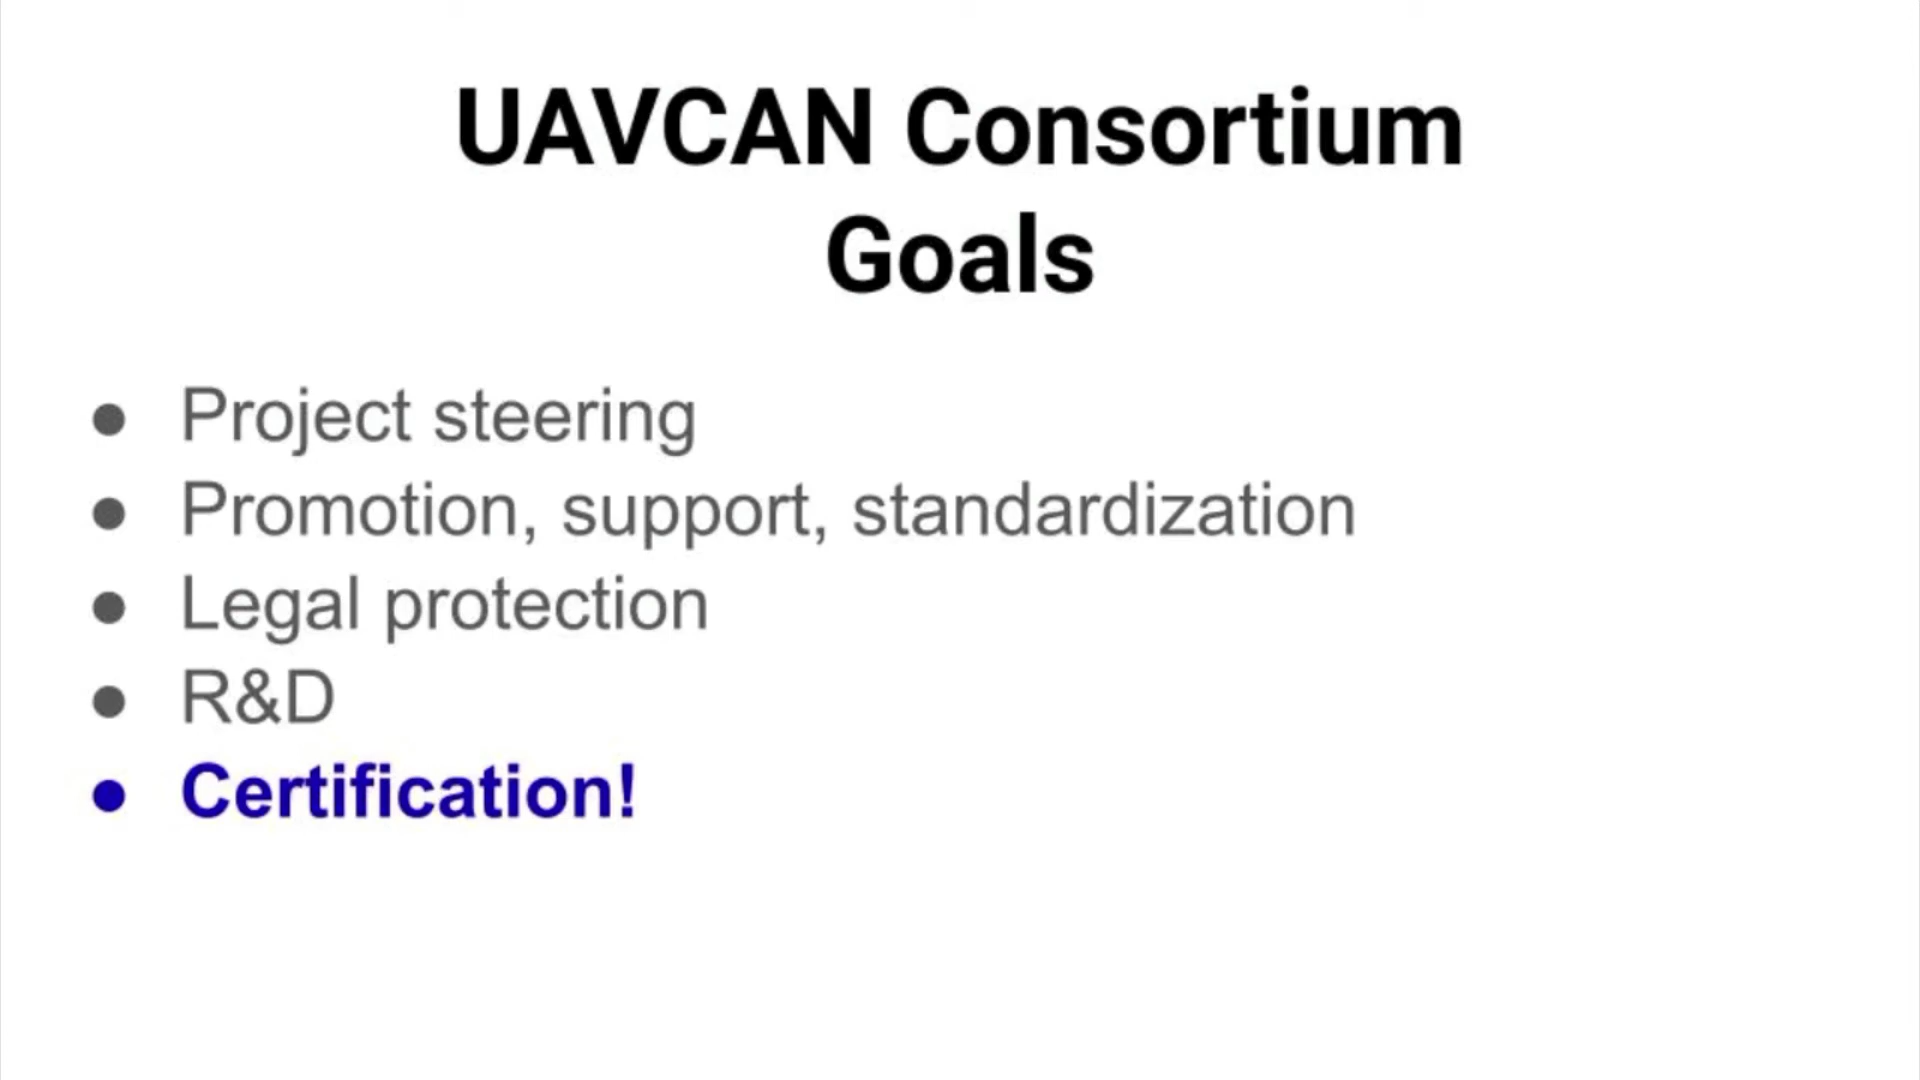 UAVCAN Consortium
Goals
● Project steering
● Promotion, support, standardization
● Legal protection
● R&D
● Certification!